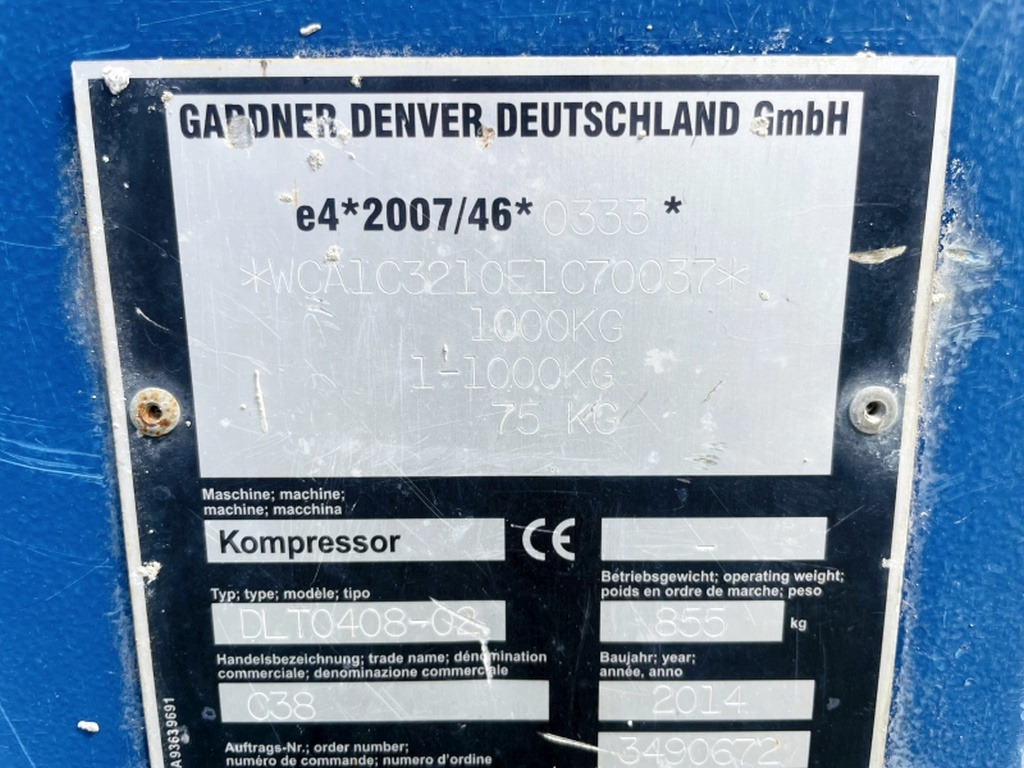 GARDNER DENVER DEUTSCHLAND GmbH
e4*2007/46* 0333 *
*WCA1C3210E1C70037*
1000KG
1-1000KG
75 KG
Maschine; machine;
machine; macchina
Kompressor CE -
Typ; type; modèle; tipo
DLT0408-02
Betriebsgewicht; operating weight;
poids en ordre de marche; peso
855 kg
Handelsbezeichnung; trade name; dénomination
commerciale; denominazione commerciale
C38
Baujahr; year;
année, anno
2014
Auftrags-Nr.; order number;
numéro de commande; numero d'ordine
3490672
A93639691